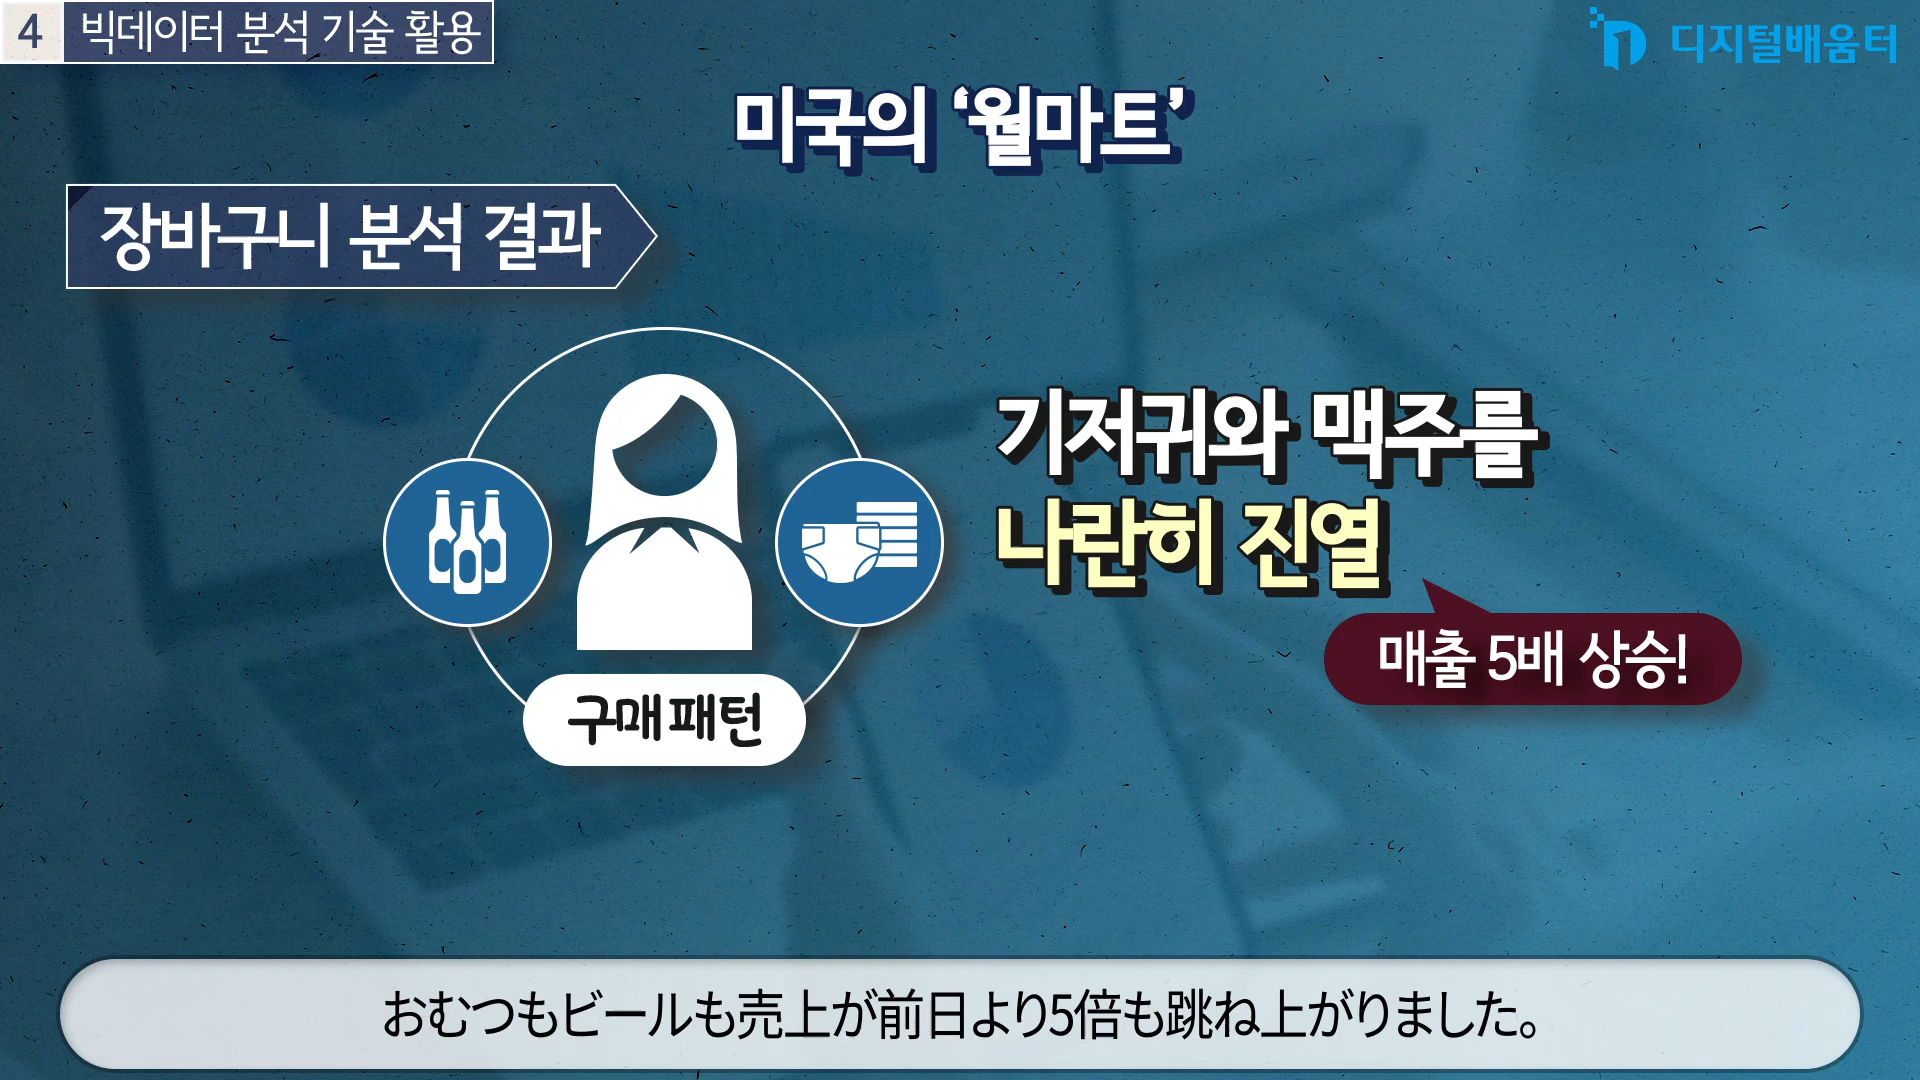 4 빅데이터 분석 기술 활용
디지털배움터
미국의 ‘월마트’
장바구니 분석 결과
기저귀와 맥주를
나란히 진열
매출 5배 상승!
구매 패턴
おむつもビールも売上が前日より5倍も跳ね上がりました。